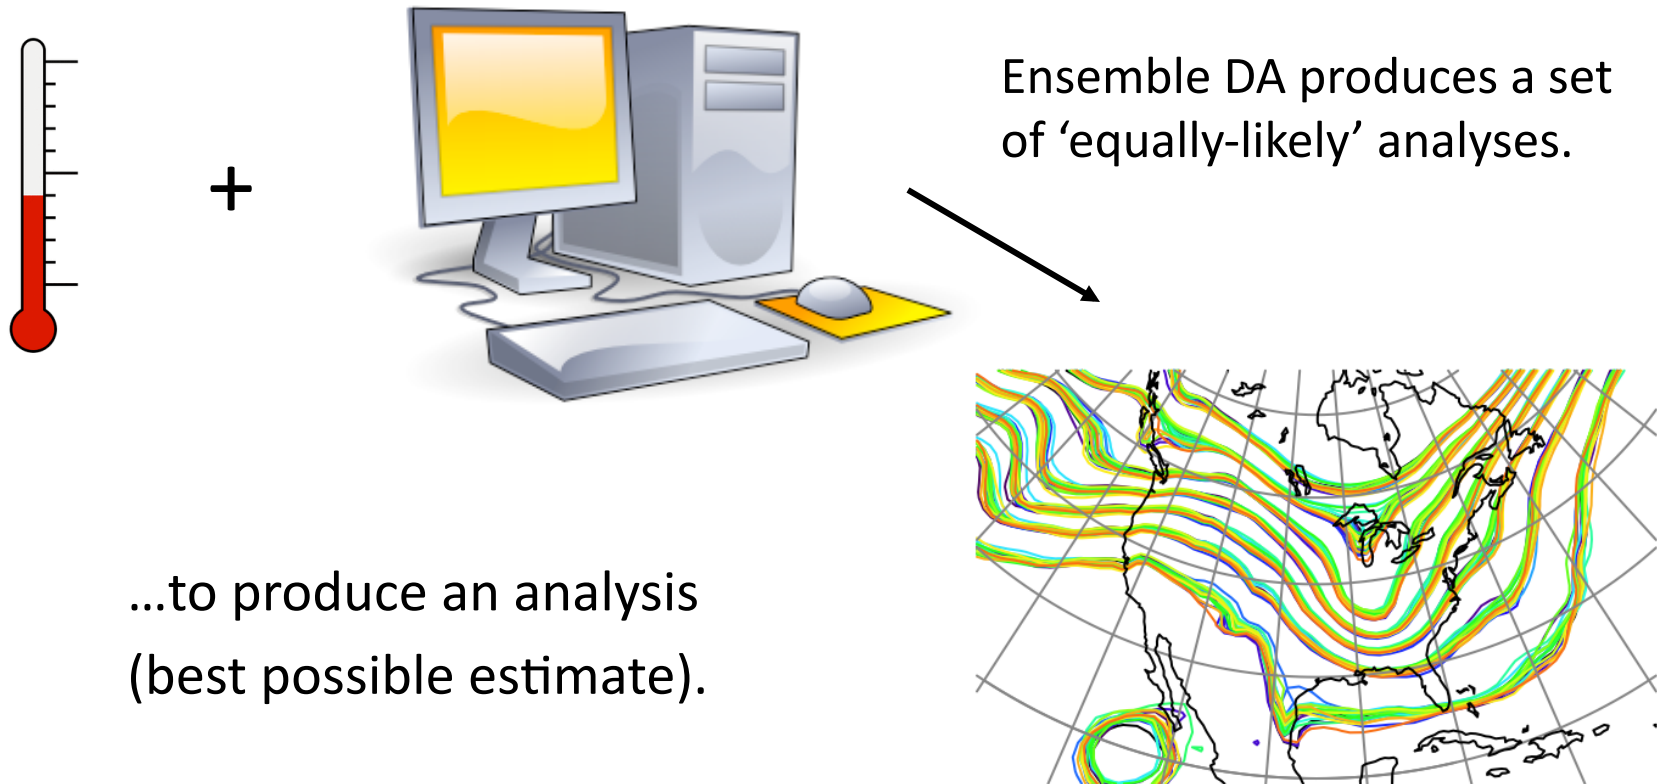 +
Ensemble DA produces a set
of ‘equally-likely’ analyses.
…to produce an analysis
(best possible estimate).